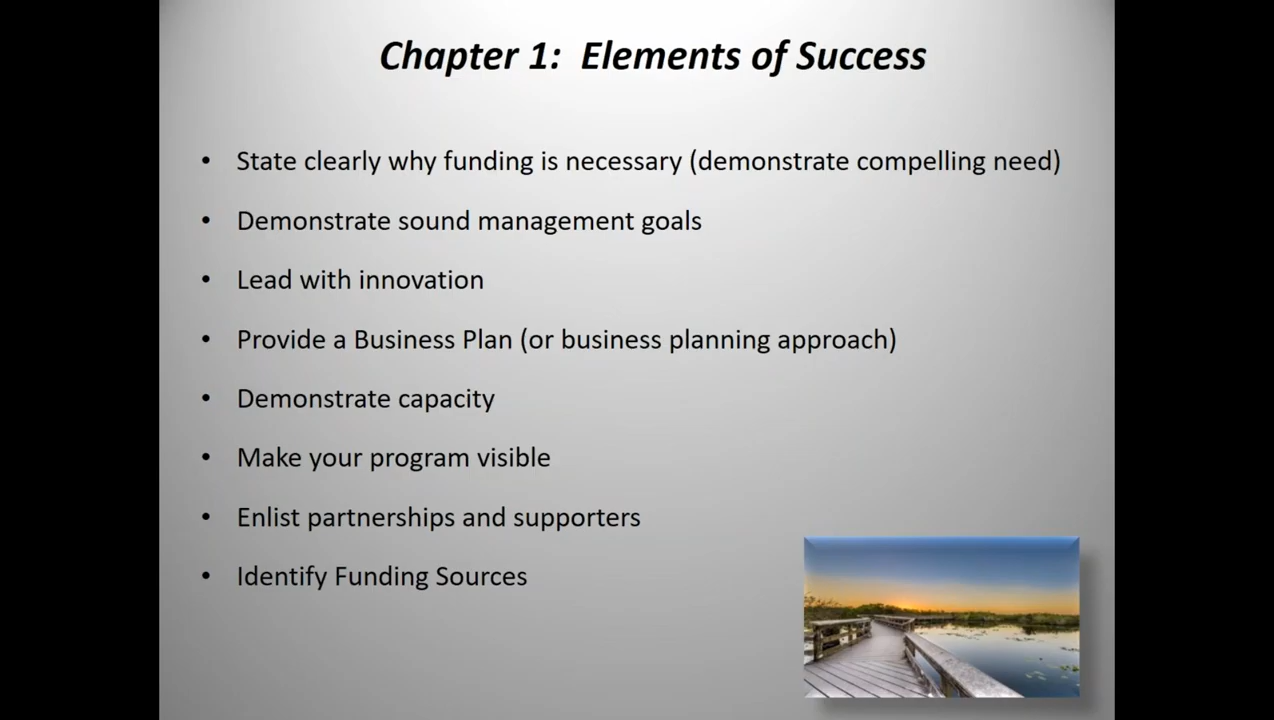 Chapter 1: Elements of Success
• State clearly why funding is necessary (demonstrate compelling need)
• Demonstrate sound management goals
• Lead with innovation
• Provide a Business Plan (or business planning approach)
• Demonstrate capacity
• Make your program visible
• Enlist partnerships and supporters
• Identify Funding Sources